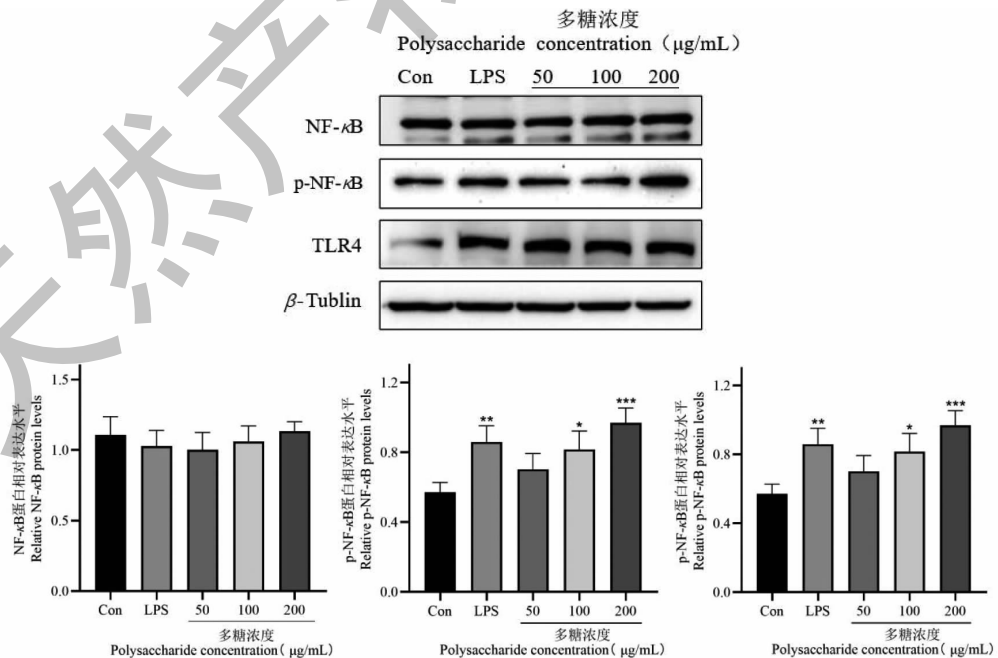 天然产物
多糖浓度
Polysaccharide concentration（μg/mL）
Con LPS 50 100 200
NF-κB
p-NF-κB
TLR4
β-Tublin
NF-κB蛋白相对表达水平
Relative NF-κB protein levels
1.5
1.0
0.5
0.0
Con LPS 50 100 200
多糖浓度
Polysaccharide concentration( μg/mL)
p-NF-κB蛋白相对表达水平
Relative p-NF-κB protein levels
1.2
0.8
0.4
0.0
** * ***
Con LPS 50 100 200
多糖浓度
Polysaccharide concentration( μg/mL)
p-NF-κB蛋白相对表达水平
Relative p-NF-κB protein levels
1.2
0.8
0.4
0.0
** * ***
Con LPS 50 100 200
多糖浓度
Polysaccharide concentration( μg/mL)